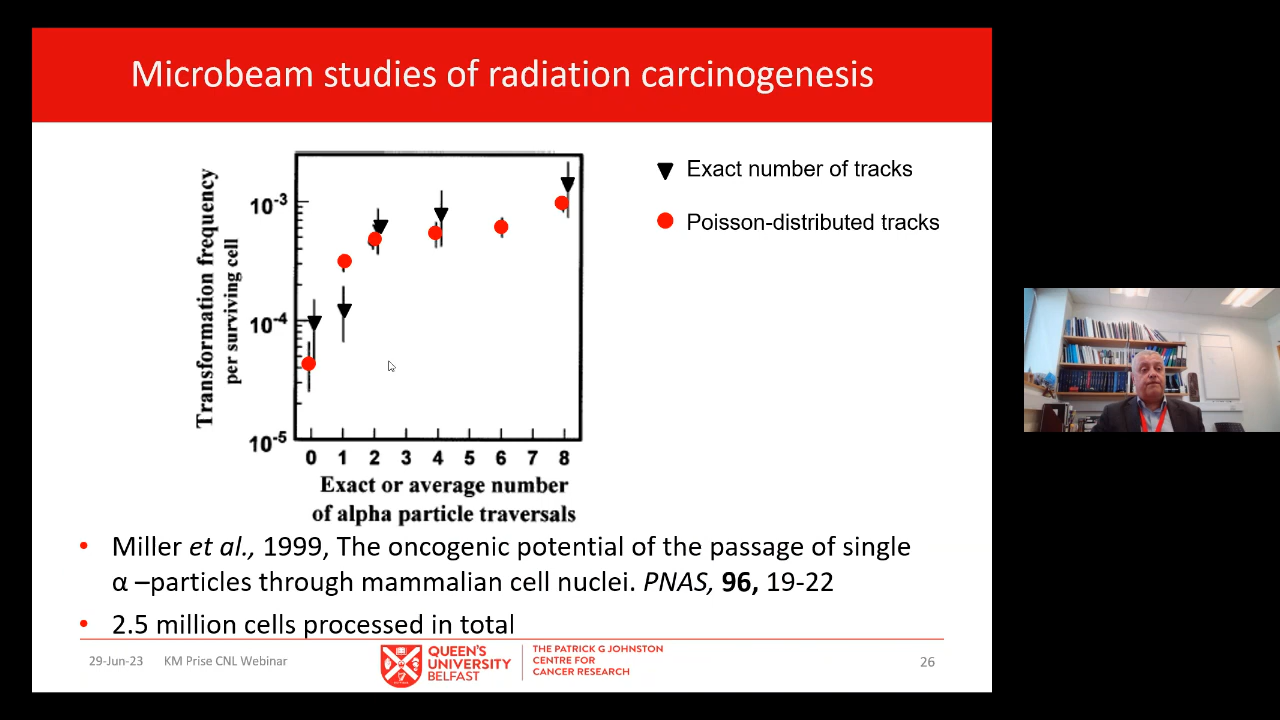 Microbeam studies of radiation carcinogenesis
Transformation frequency
per surviving cell
10-3
10-4
10-5
0 1 2 3 4 5 6 7 8
Exact or average number
of alpha particle traversals
Exact number of tracks
Poisson-distributed tracks
• Miller et al., 1999, The oncogenic potential of the passage of single
α –particles through mammalian cell nuclei. PNAS, 96, 19-22
• 2.5 million cells processed in total
29-Jun-23 KM Prise CNL Webinar
QUEEN'S
UNIVERSITY
BELFAST
THE PATRICK G JOHNSTON
CENTRE FOR
CANCER RESEARCH
26